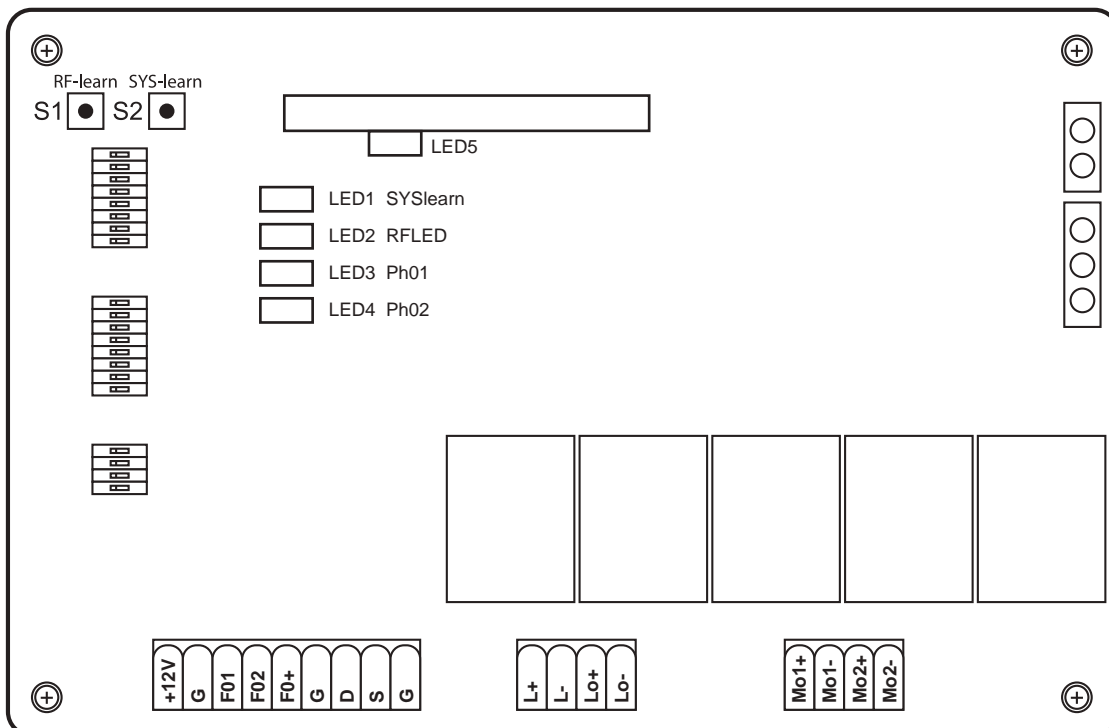 RF-learn SYS-learn
S1 S2
LED5
LED1 SYSlearn
LED2 RFLED
LED3 Ph01
LED4 Ph02
+12V G F01 F02 F0+ G D S G
L+ L- Lo+ Lo-
Mo1+ Mo1- Mo2+ Mo2-